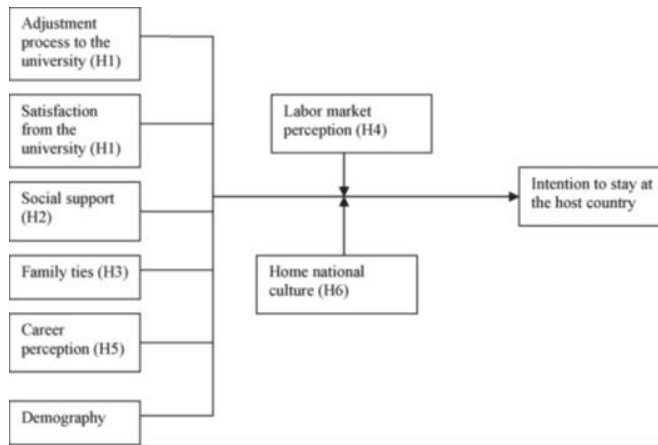 Adjustment
process to the
university (H1)
Satisfaction
from the
university (H1)
Social support
(H2)
Family ties (H3)
Career
perception (H5)
Demography
Labor market
perception (H4)
Home national
culture (H6)
Intention to stay at
the host country